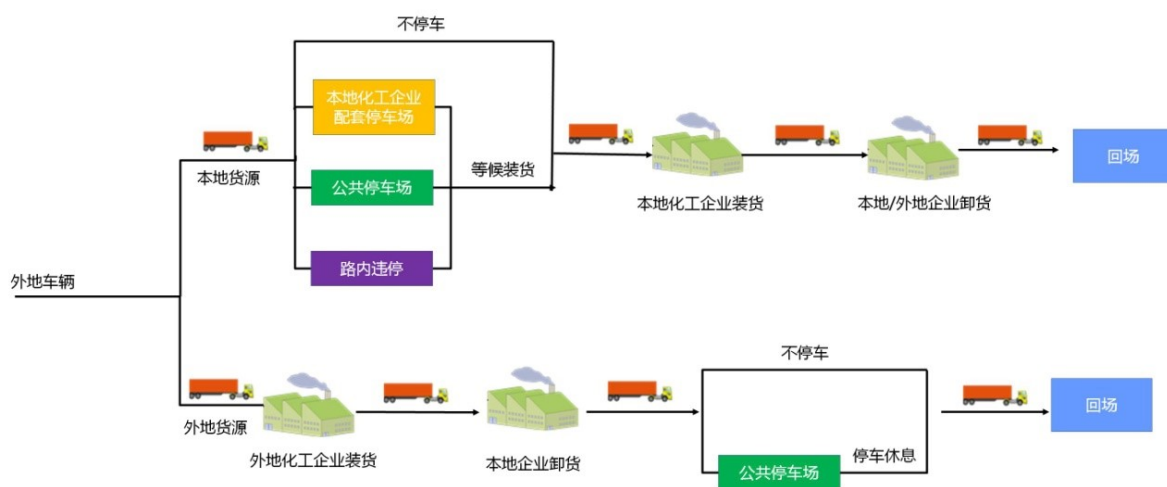 不停车
本地化工企业
配套停车场
本地货源
公共停车场
等候装货
回场
本地化工企业装货
本地/外地企业卸货
路内违停
外地车辆
不停车
回场
外地货源
外地化工企业装货
本地企业卸货
停车休息
公共停车场